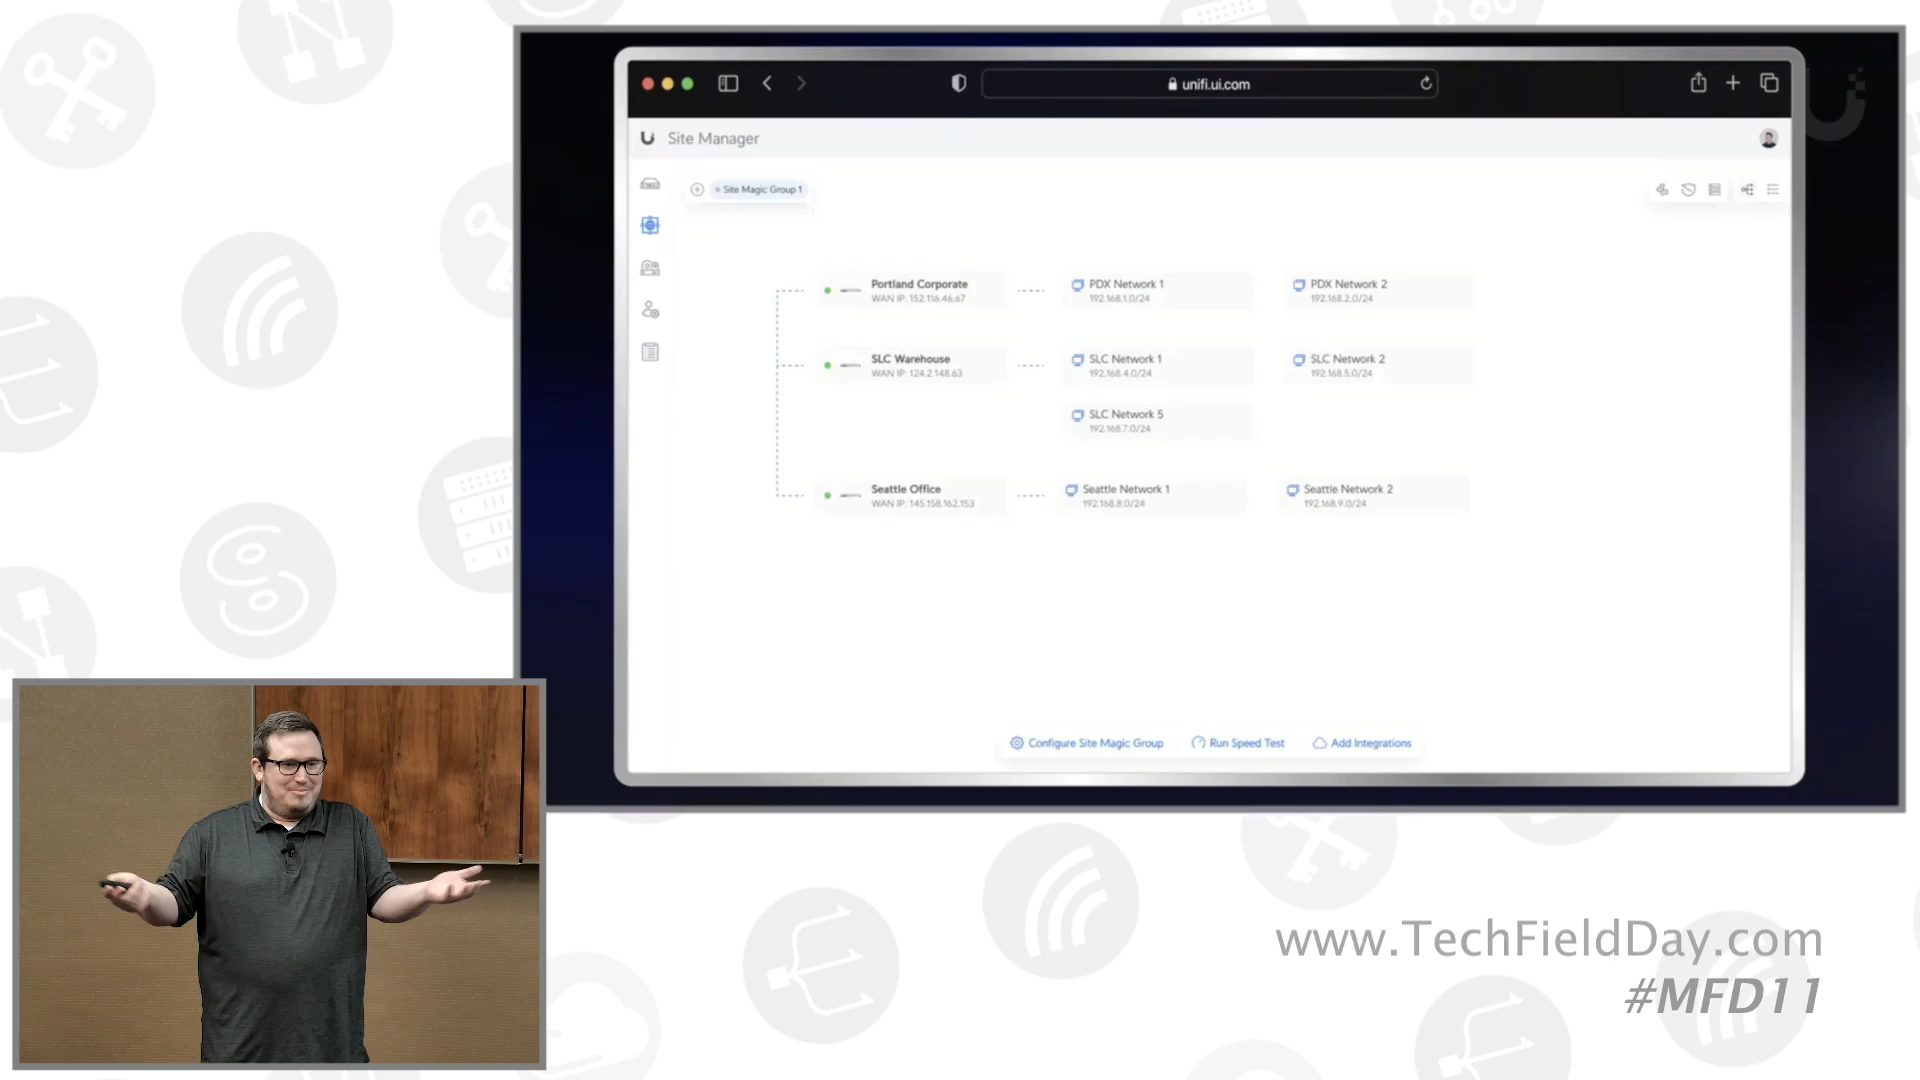 unifi.ui.com
Site Manager
Site Magic Group 1
Portland Corporate
WAN IP: 152.116.46.67
PDX Network 1
192.168.1.0/24
PDX Network 2
192.168.2.0/24
SLC Warehouse
WAN IP: 124.2.148.63
SLC Network 1
192.168.4.0/24
SLC Network 2
192.168.5.0/24
SLC Network 5
192.168.7.0/24
Seattle Office
WAN IP: 145.158.162.153
Seattle Network 1
192.168.8.0/24
Seattle Network 2
192.168.9.0/24
Configure Site Magic Group
Run Speed Test
Add Integrations
www.TechFieldDay.com
#MFD11